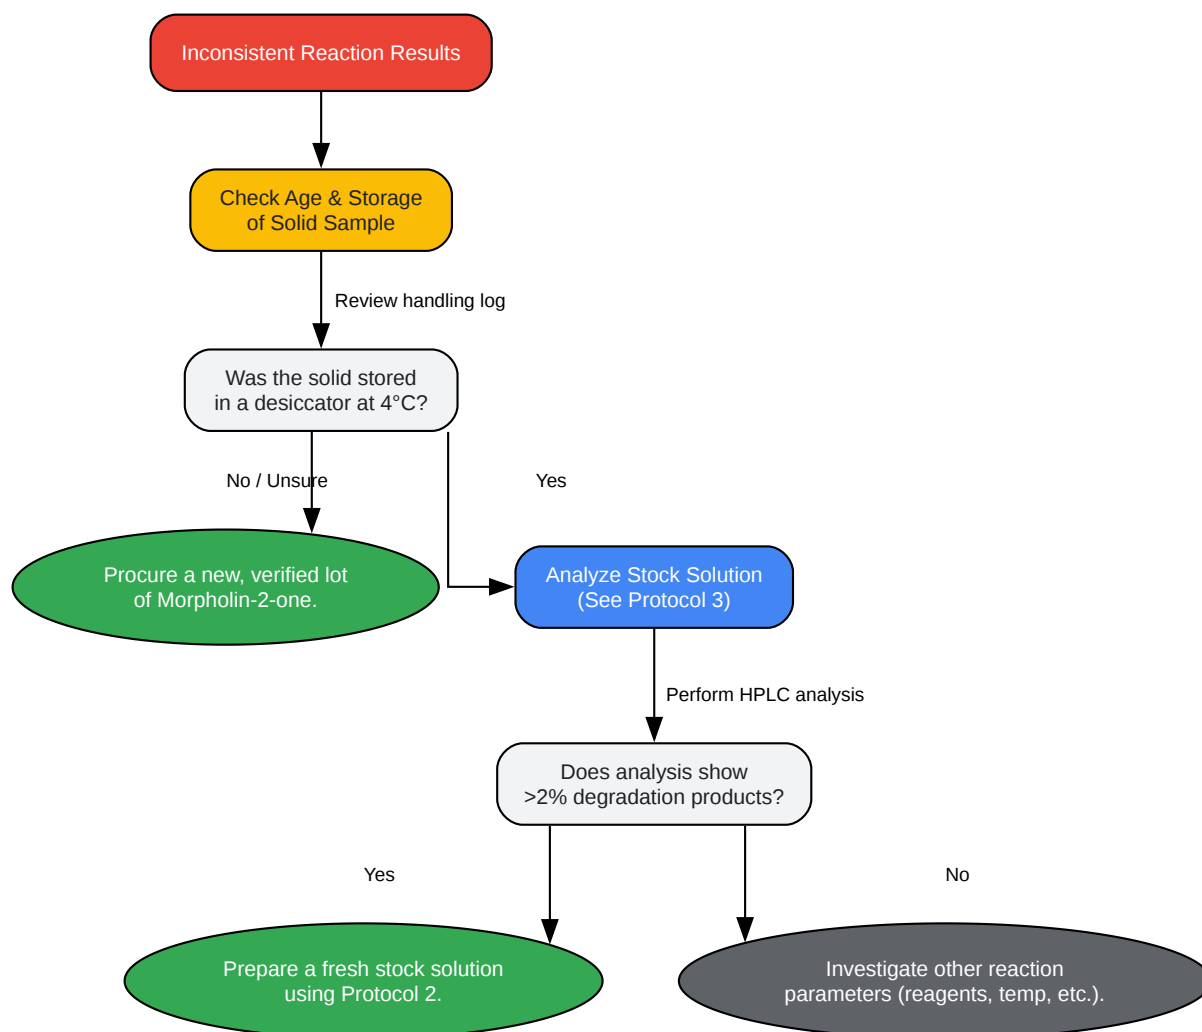 Inconsistent Reaction Results
Check Age & Storage
of Solid Sample
Review handling log
Was the solid stored
in a desiccator at 4°C?
No / Unsure
Yes
Procure a new, verified lot
of Morpholin-2-one.
Analyze Stock Solution
(See Protocol 3)
Perform HPLC analysis
Does analysis show
>2% degradation products?
Yes
No
Prepare a fresh stock solution
using Protocol 2.
Investigate other reaction
parameters (reagents, temp, etc.).